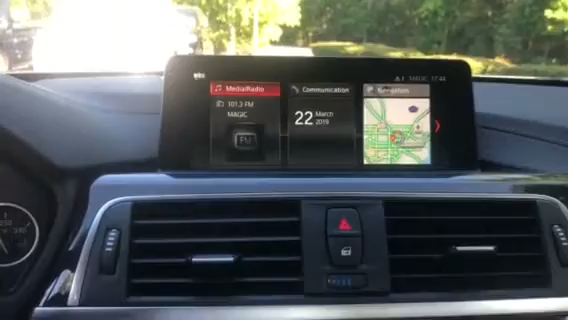 MAGIC 17:44
Media/Radio
101.3 FM
MAGIC
FM
Communication
22 March
2019
Navigation